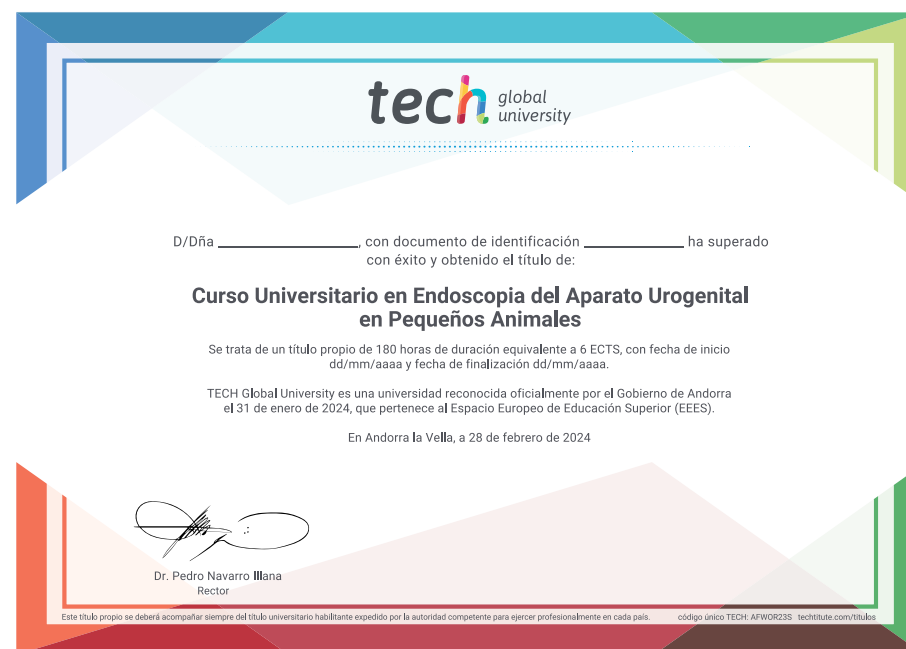 tech global university
D/Dña ____________, con documento de identificación ____________ ha superado
con éxito y obtenido el título de:
Curso Universitario en Endoscopia del Aparato Urogenital
en Pequeños Animales
Se trata de un título propio de 180 horas de duración equivalente a 6 ECTS, con fecha de inicio
dd/mm/aaaa y fecha de finalización dd/mm/aaaa.
TECH Global University es una universidad reconocida oficialmente por el Gobierno de Andorra
el 31 de enero de 2024, que pertenece al Espacio Europeo de Educación Superior (EEES).
En Andorra la Vella, a 28 de febrero de 2024
Dr. Pedro Navarro Illana
Rector
Este título propio se deberá acompañar siempre del título universitario habilitante expedido por la autoridad competente para ejercer profesionalmente en cada país. código único TECH: AFWOR23S techtitute.com/titulos